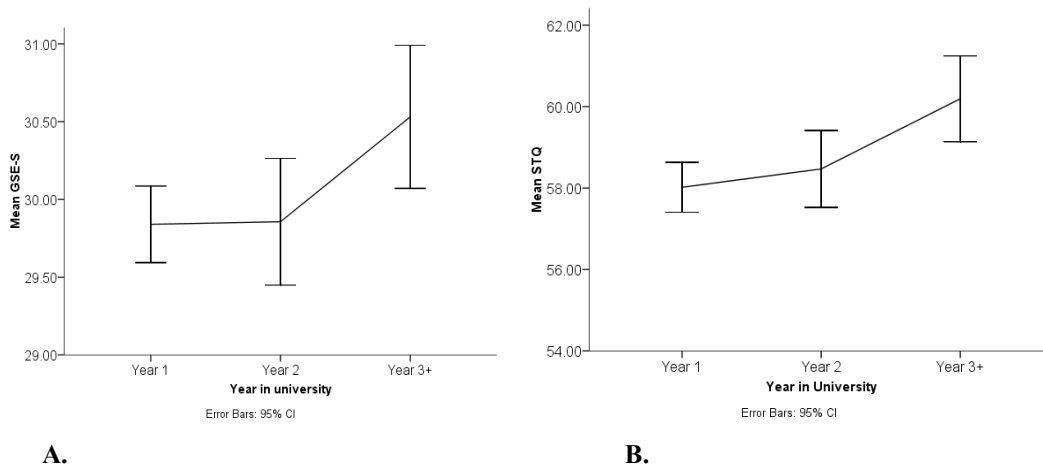 Mean GSE-S
31.00
30.50
30.00
29.50
29.00
Year 1
Year 2
Year 3+
Year in university
Error Bars: 95% CI
A.
Mean STQ
62.00
60.00
58.00
56.00
54.00
Year 1
Year 2
Year 3+
Year in University
Error Bars: 95% CI
B.